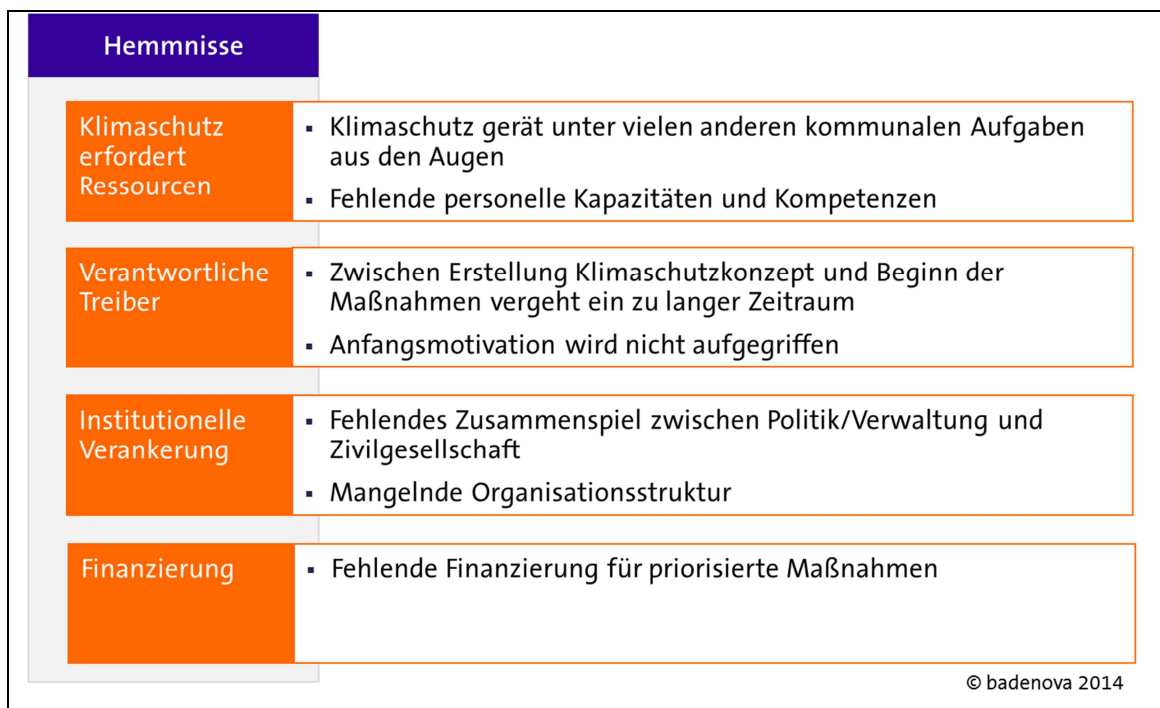 Hemmnisse
Klimaschutz
erfordert
Ressourcen
▪ Klimaschutz gerät unter vielen anderen kommunalen Aufgaben
aus den Augen
▪ Fehlende personelle Kapazitäten und Kompetenzen
Verantwortliche
Treiber
▪ Zwischen Erstellung Klimaschutzkonzept und Beginn der
Maßnahmen vergeht ein zu langer Zeitraum
▪ Anfangsmotivation wird nicht aufgegriffen
Institutionelle
Verankerung
▪ Fehlendes Zusammenspiel zwischen Politik/Verwaltung und
Zivilgesellschaft
▪ Mangelnde Organisationsstruktur
Finanzierung
▪ Fehlende Finanzierung für priorisierte Maßnahmen
© badenova 2014